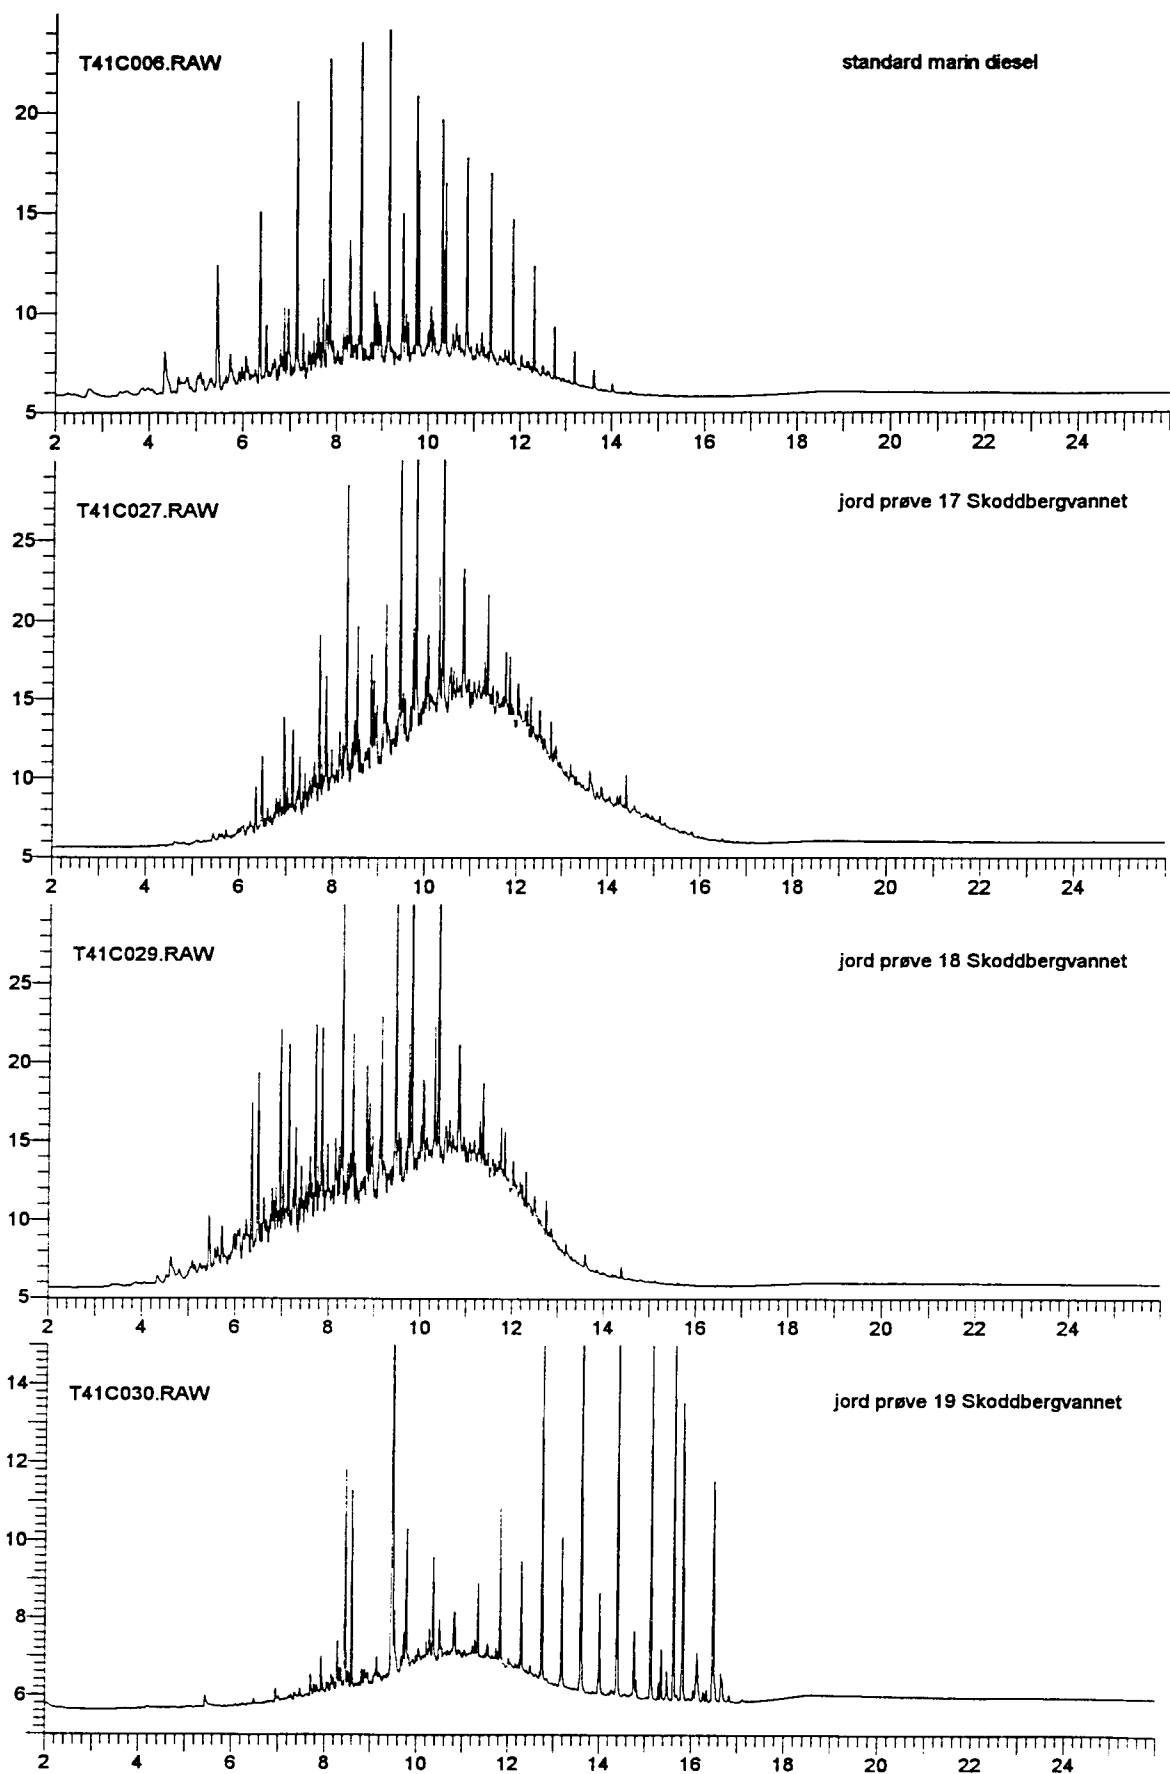 T41C006.RAW
standard marin diesel
20
15
10
5
2 4 6 8 10 12 14 16 18 20 22 24
T41C027.RAW
jord prøve 17 Skoddbergvannet
25
20
15
10
5
2 4 6 8 10 12 14 16 18 20 22 24
T41C029.RAW
jord prøve 18 Skoddbergvannet
25
20
15
10
5
2 4 6 8 10 12 14 16 18 20 22 24
T41C030.RAW
jord prøve 19 Skoddbergvannet
14
12
10
8
6
2 4 6 8 10 12 14 16 18 20 22 24